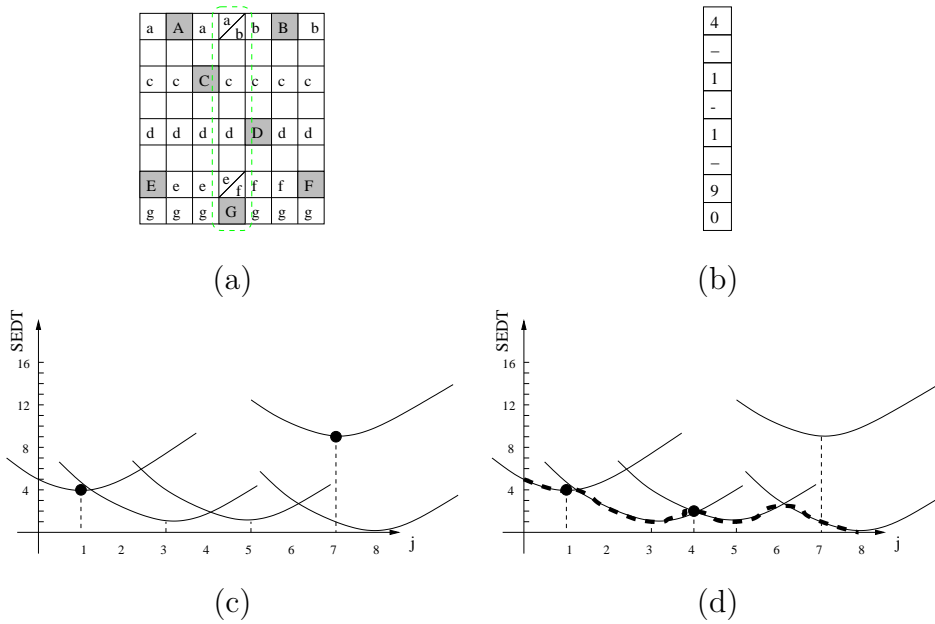 a A a a b b B b
c c C c c c c
d d d d D d d
E e e e f f f F
g g g G g g g
(a)
4
–
1
-
1
–
9
0
(b)
SEDT
16
12
8
4
1 2 3 4 5 6 7 8 j
(c)
SEDT
16
12
8
4
1 2 3 4 5 6 7 8 j
(d)